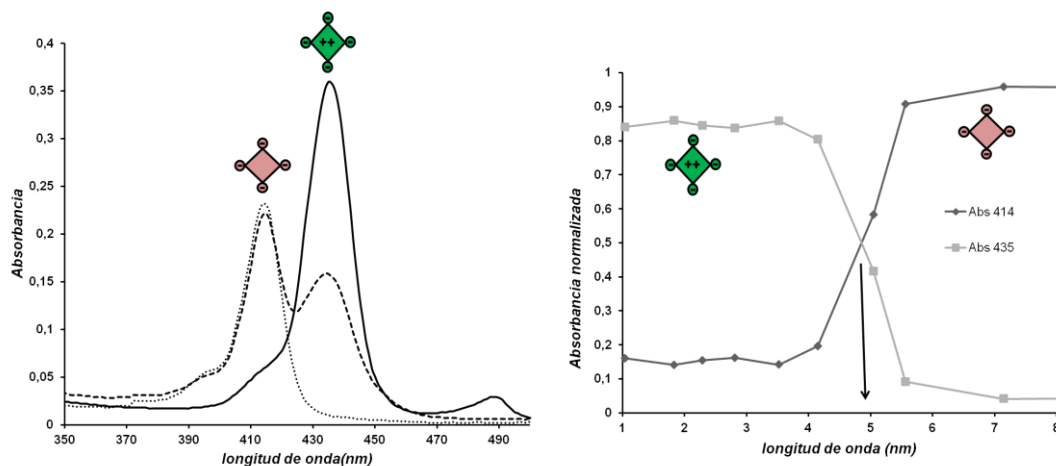 0,4
0,35
0,3
0,25
0,2
0,15
0,1
0,05
0
350 370 390 410 430 450 470 490
Absorbancia
longitud de onda(nm)
++
1
0,9
0,8
0,7
0,6
0,5
0,4
0,3
0,2
0,1
0
1 2 3 4 5 6 7 8
Absorbancia normalizada
longitud de onda (nm)
++
Abs 414
Abs 435